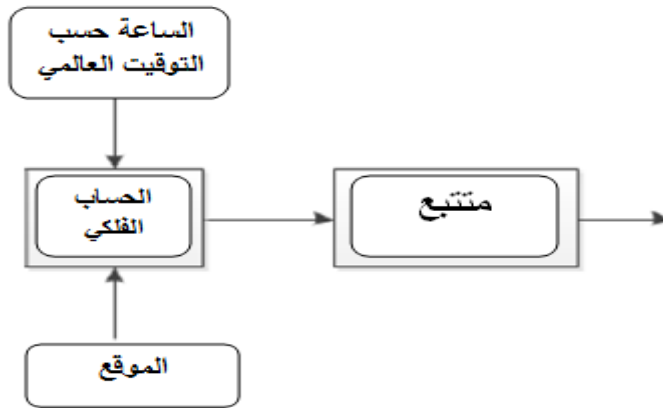 الساعة حسب
التوقيت العالمي
الحساب
الفلكي
متتبع
الموقع